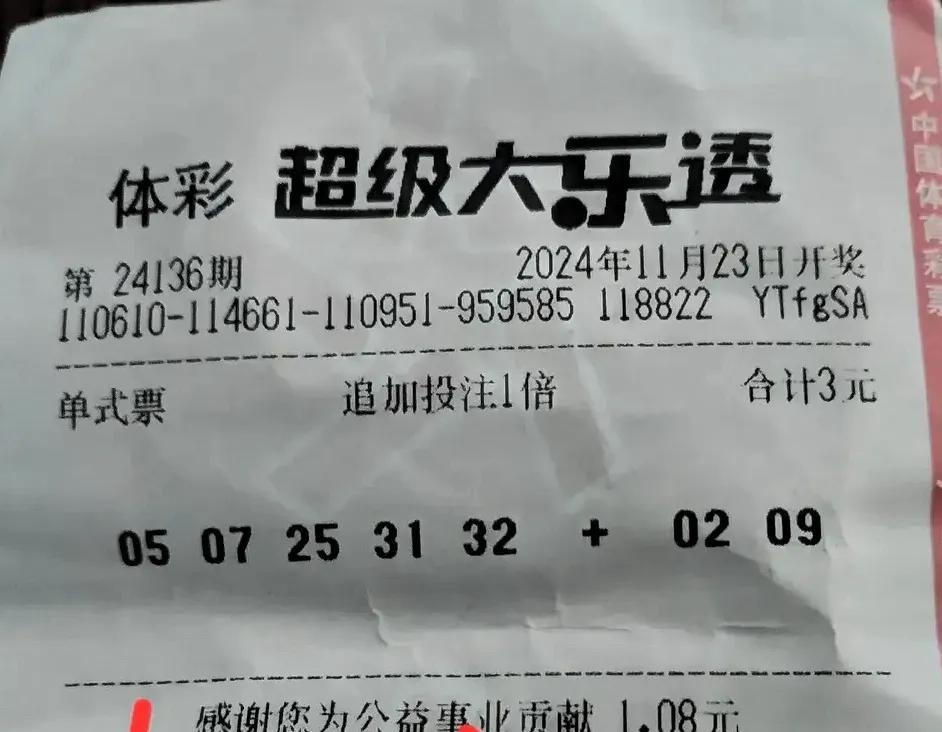 体彩 超级大乐透
第 24136期 2024年11月23日开奖
110610-114661-110951-959585 118822 YTfgSA
单式票 追加投注1倍 合计3元
05 07 25 31 32 + 02 09
感谢您为公益事业贡献 1.08元
中国体育彩票